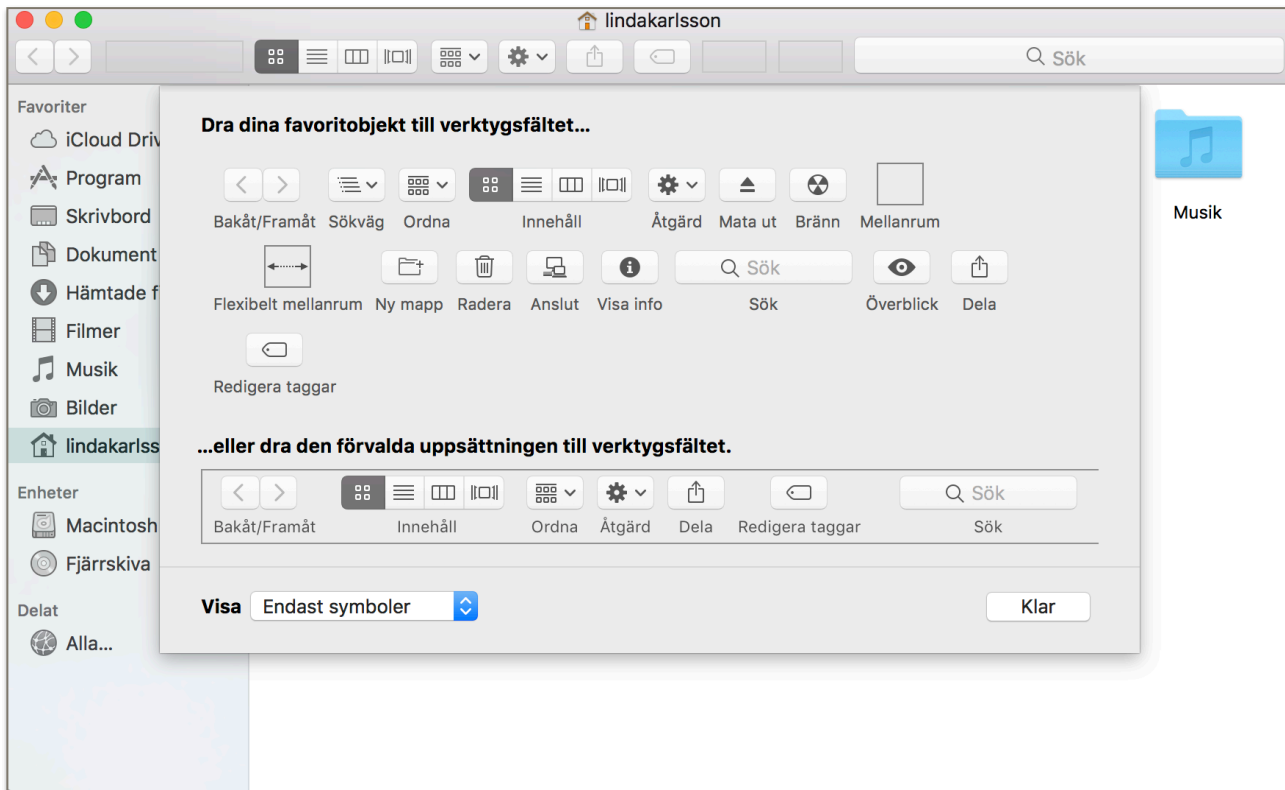 lindakarlsson
Sök
Favoriter
iCloud Driv
Program
Skrivbord
Dokument
Hämtade f
Filmer
Musik
Bilder
lindakarlss
Enheter
Macintosh
Fjärrskiva
Delat
Alla...
Dra dina favoritobjekt till verktygsfältet...
Bakåt/Framåt Sökväg Ordna Innehåll Åtgärd Mata ut Bränn Mellanrum
Sök
Flexibelt mellanrum Ny mapp Radera Anslut Visa info Sök Överblick Dela
Redigera taggar
...eller dra den förvalda uppsättningen till verktygsfältet.
Sök
Bakåt/Framåt Innehåll Ordna Åtgärd Dela Redigera taggar Sök
Visa Endast symboler Klar
Musik